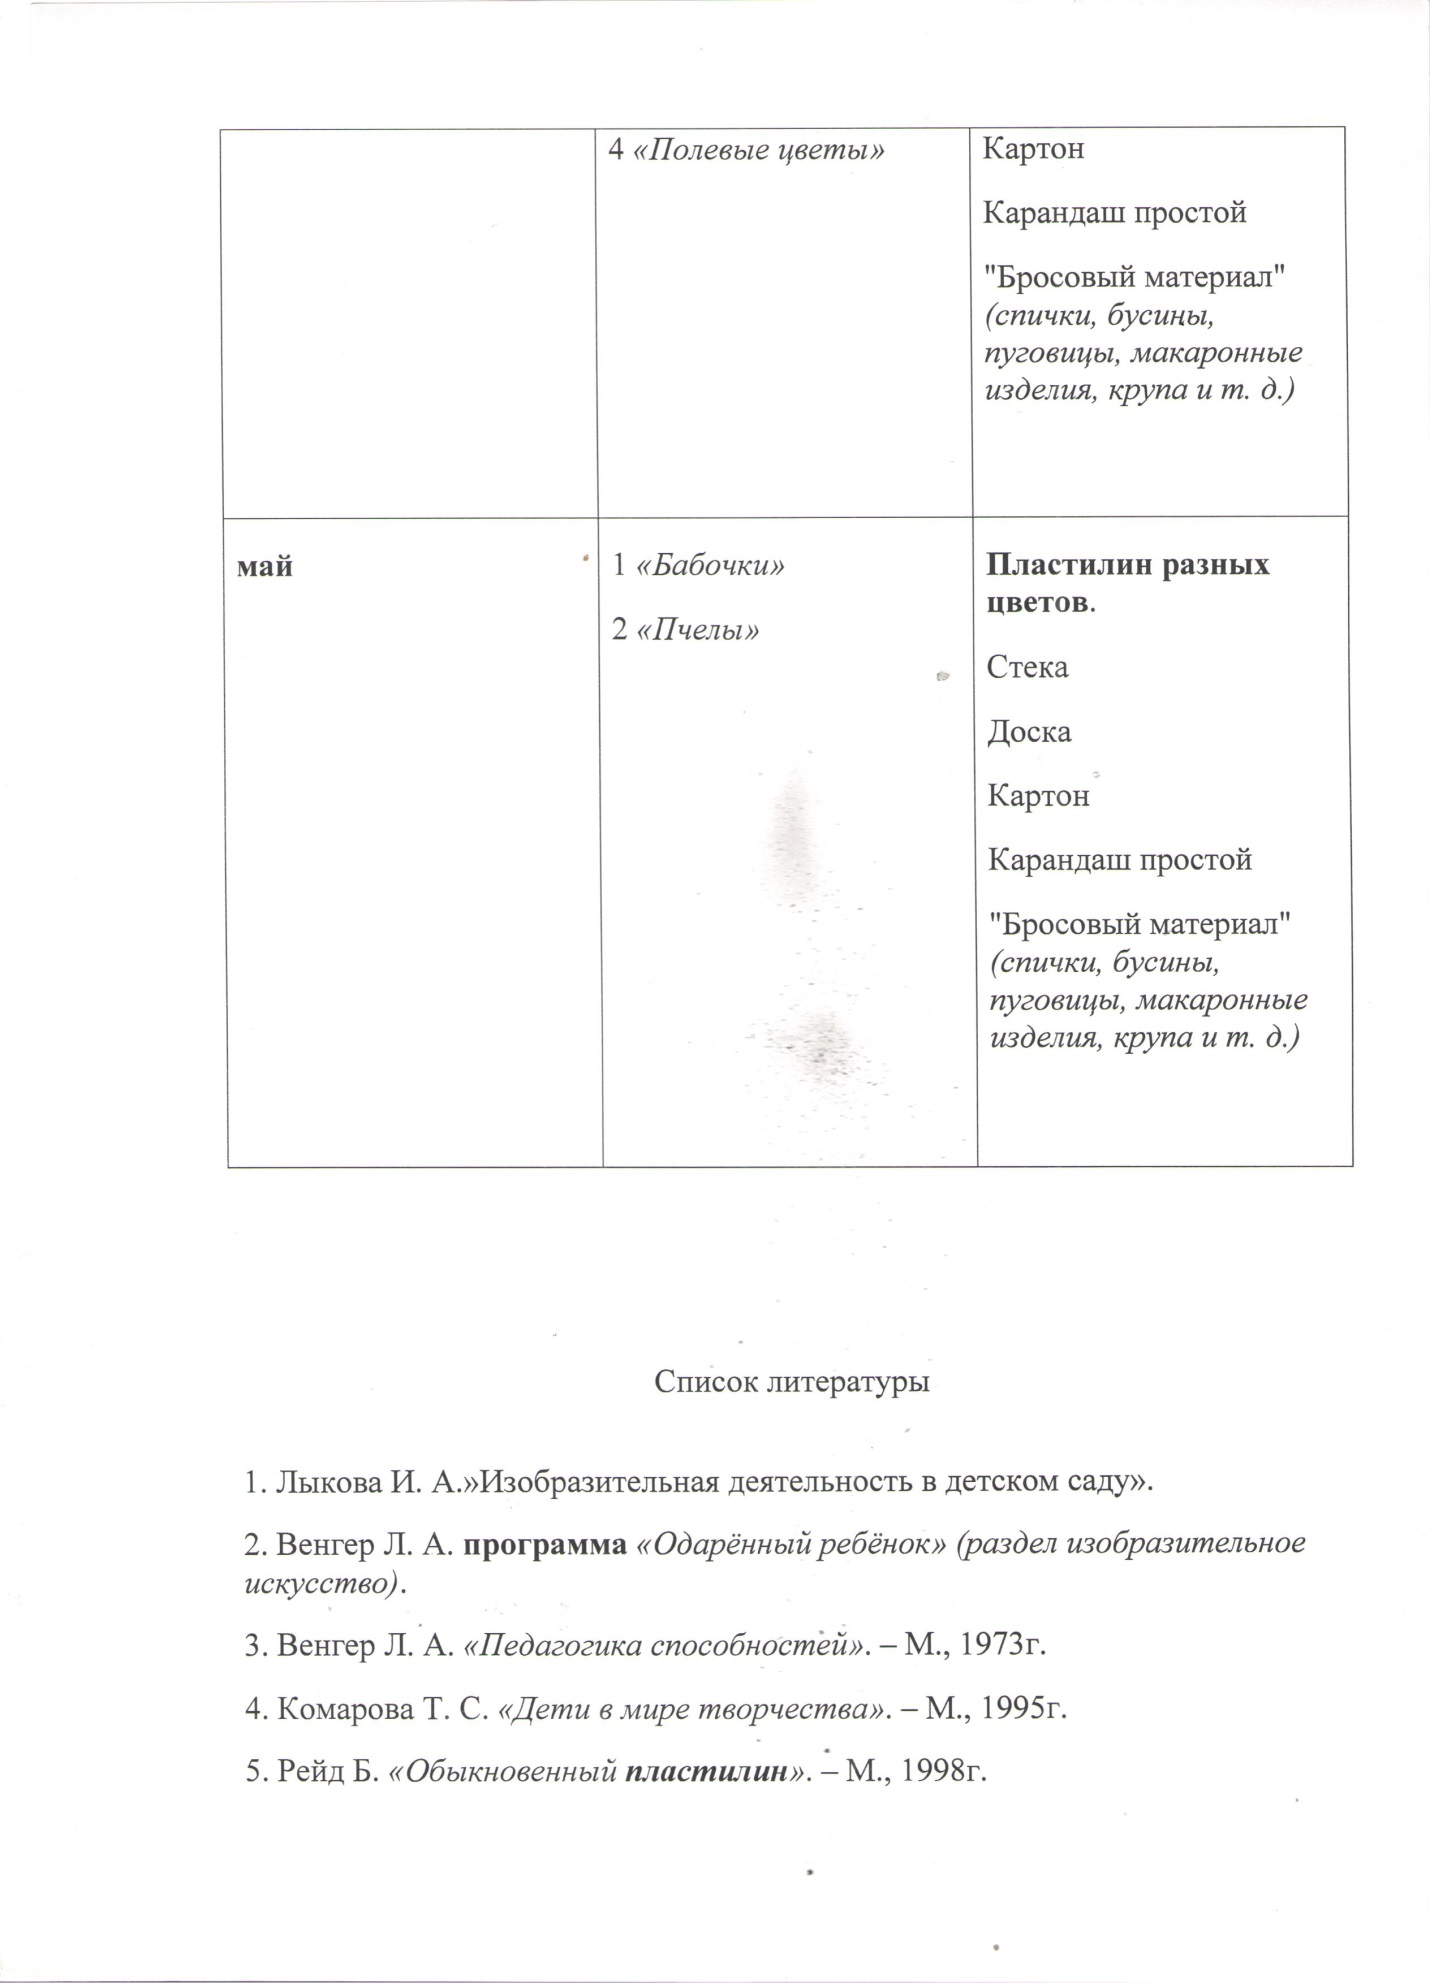 4 «Полевые цветы»
Картон
Карандаш простой
"Бросовый материал"
(спички, бусины,
пуговицы, макаронные
изделия, крупа и т. д.)
май
1 «Бабочки»
2 «Пчелы»
Пластилин разных
цветов.
Стека
Доска
Картон
Карандаш простой
"Бросовый материал"
(спички, бусины,
пуговицы, макаронные
изделия, крупа и т. д.)
Список литературы
1. Лыкова И. А.»Изобразительная деятельность в детском саду».
2. Венгер Л. А. программа «Одарённый ребёнок» (раздел изобразительное
искусство).
3. Венгер Л. А. «Педагогика способностей». – М., 1973г.
4. Комарова Т. С. «Дети в мире творчества». – М., 1995г.
5. Рейд Б. «Обыкновенный пластилин». – М., 1998г.